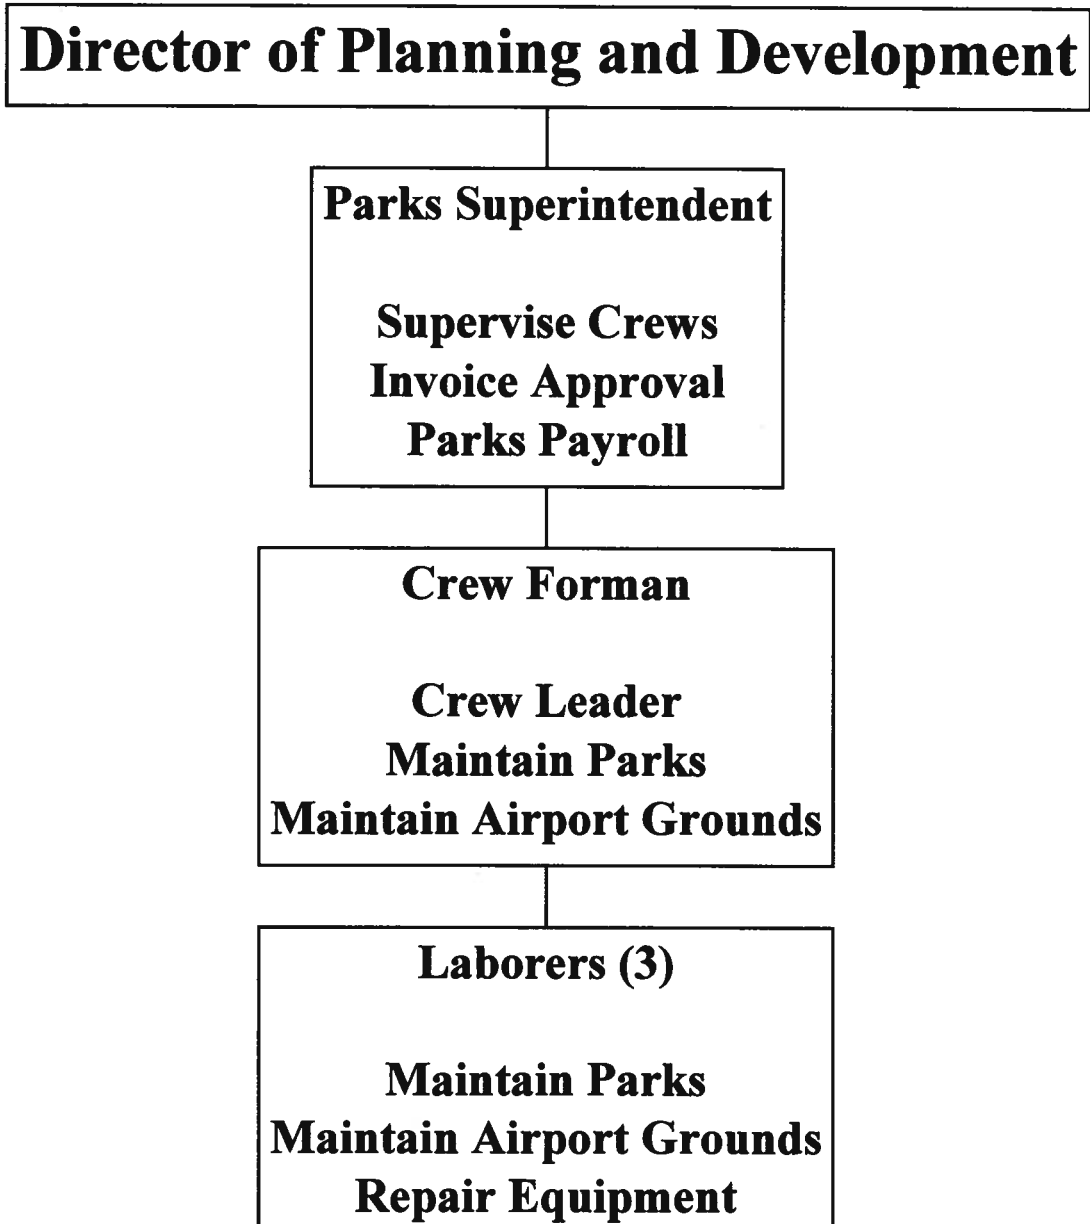 Director of Planning and Development
Parks Superintendent
Supervise Crews
Invoice Approval
Parks Payroll
Crew Forman
Crew Leader
Maintain Parks
Maintain Airport Grounds
Laborers (3)
Maintain Parks
Maintain Airport Grounds
Repair Equipment